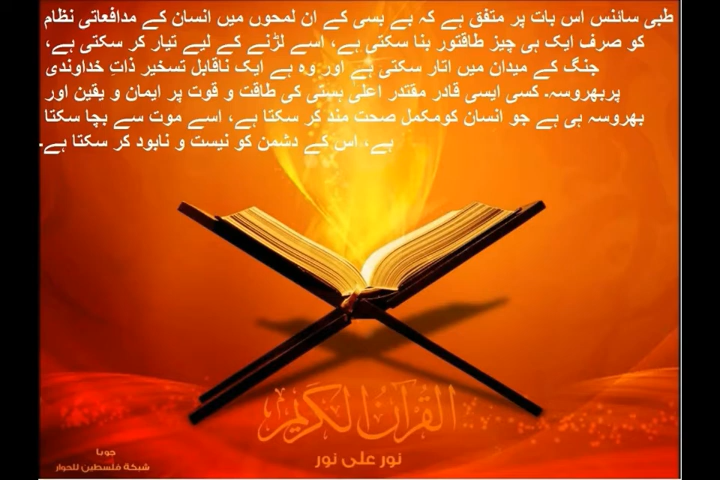 طبی سائنس اس بات پر متفق ہے کہ بے بسی کے ان لمحوں میں انسان کے مدافعاتی نظام
کو صرف ایک ہی چیز طاقتور بنا سکتی ہے، اسے لڑنے کے لیے تیار کر سکتی ہے،
جنگ کے میدان میں اتار سکتی ہے اور وہ ہے ایک ناقابل تسخیر ذاتِ خداوندی
پربھروسہ۔ کسی ایسی قادر مقتدر اعلیٰ ہستی کی طاقت و قوت پر ایمان و یقین اور
بھروسہ ہی ہے جو انسان کومکمل صحت مند کر سکتا ہے، اسے موت سے بچا سکتا
ہے، اس کے دشمن کو نیست و نابود کر سکتا ہے۔
القرآن الكريم
نور على نور
حوبا
شبكة فلسطين للحوار